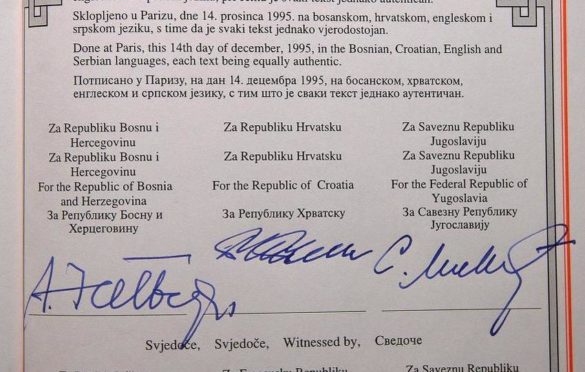 Sklopljeno u Parizu, dne 14. prosinca 1995. na bosanskom, hrvatskom, engleskom i
srpskom jeziku, s time da je svaki tekst jednako vjerodostojan.
Done at Paris, this 14th day of december, 1995, in the Bosnian, Croatian, English and
Serbian languages, each text being equally authentic.
Потписано у Паризу, на дан 14. децембра 1995, на босанском, хрватском,
енглеском и српском језику, с тим што је сваки текст једнако аутентичан.
Za Republiku Bosnu i
Hercegovinu
Za Republiku Bosnu i
Hercegovinu
For the Republic of Bosnia
and Herzegovina
За Републику Босну и
Херцеговину
Za Republiku Hrvatsku
Za Republiku Hrvatsku
For the Republic of Croatia
За Републику Хрватску
Za Saveznu Republiku
Jugoslaviju
Za Saveznu Republiku
Jugoslaviju
For the Federal Republic of
Yugoslavia
За Савезну Републику
Југославију
Svjedoče, Svjedoče, Witnessed by, Сведоче
Za Saveznu Republiku